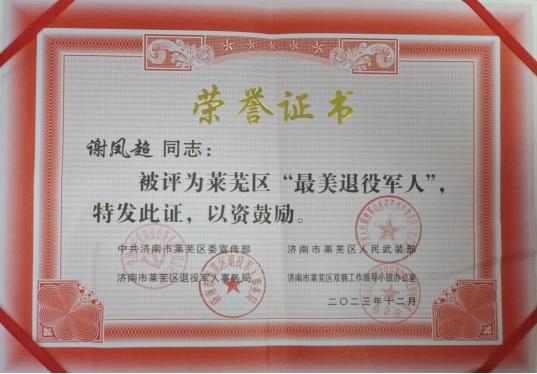 荣誉证书
谢凤超 同志：
被评为莱芜区“最美退役军人”，
特发此证，以资鼓励。
中共济南市莱芜区委宣传部 济南市莱芜区人民武装部
济南市莱芜区退役军人事务局 济南市莱芜区双拥工作领导小组办公室
二〇二三年十二月